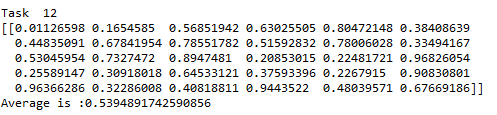 Task  12
[[0.01126598 0.1654585  0.56851942 0.63025505 0.80472148 0.38408639
  0.44835091 0.67841954 0.78551782 0.51592832 0.78006028 0.33494167
  0.53045954 0.7327472  0.8947481  0.20853015 0.22481721 0.96826054
  0.25589147 0.30918018 0.64533121 0.37593396 0.2267915  0.90830801
  0.96366286 0.32286008 0.40818811 0.9443522  0.48039571 0.67669186]]
Average is :0.5394891742590856